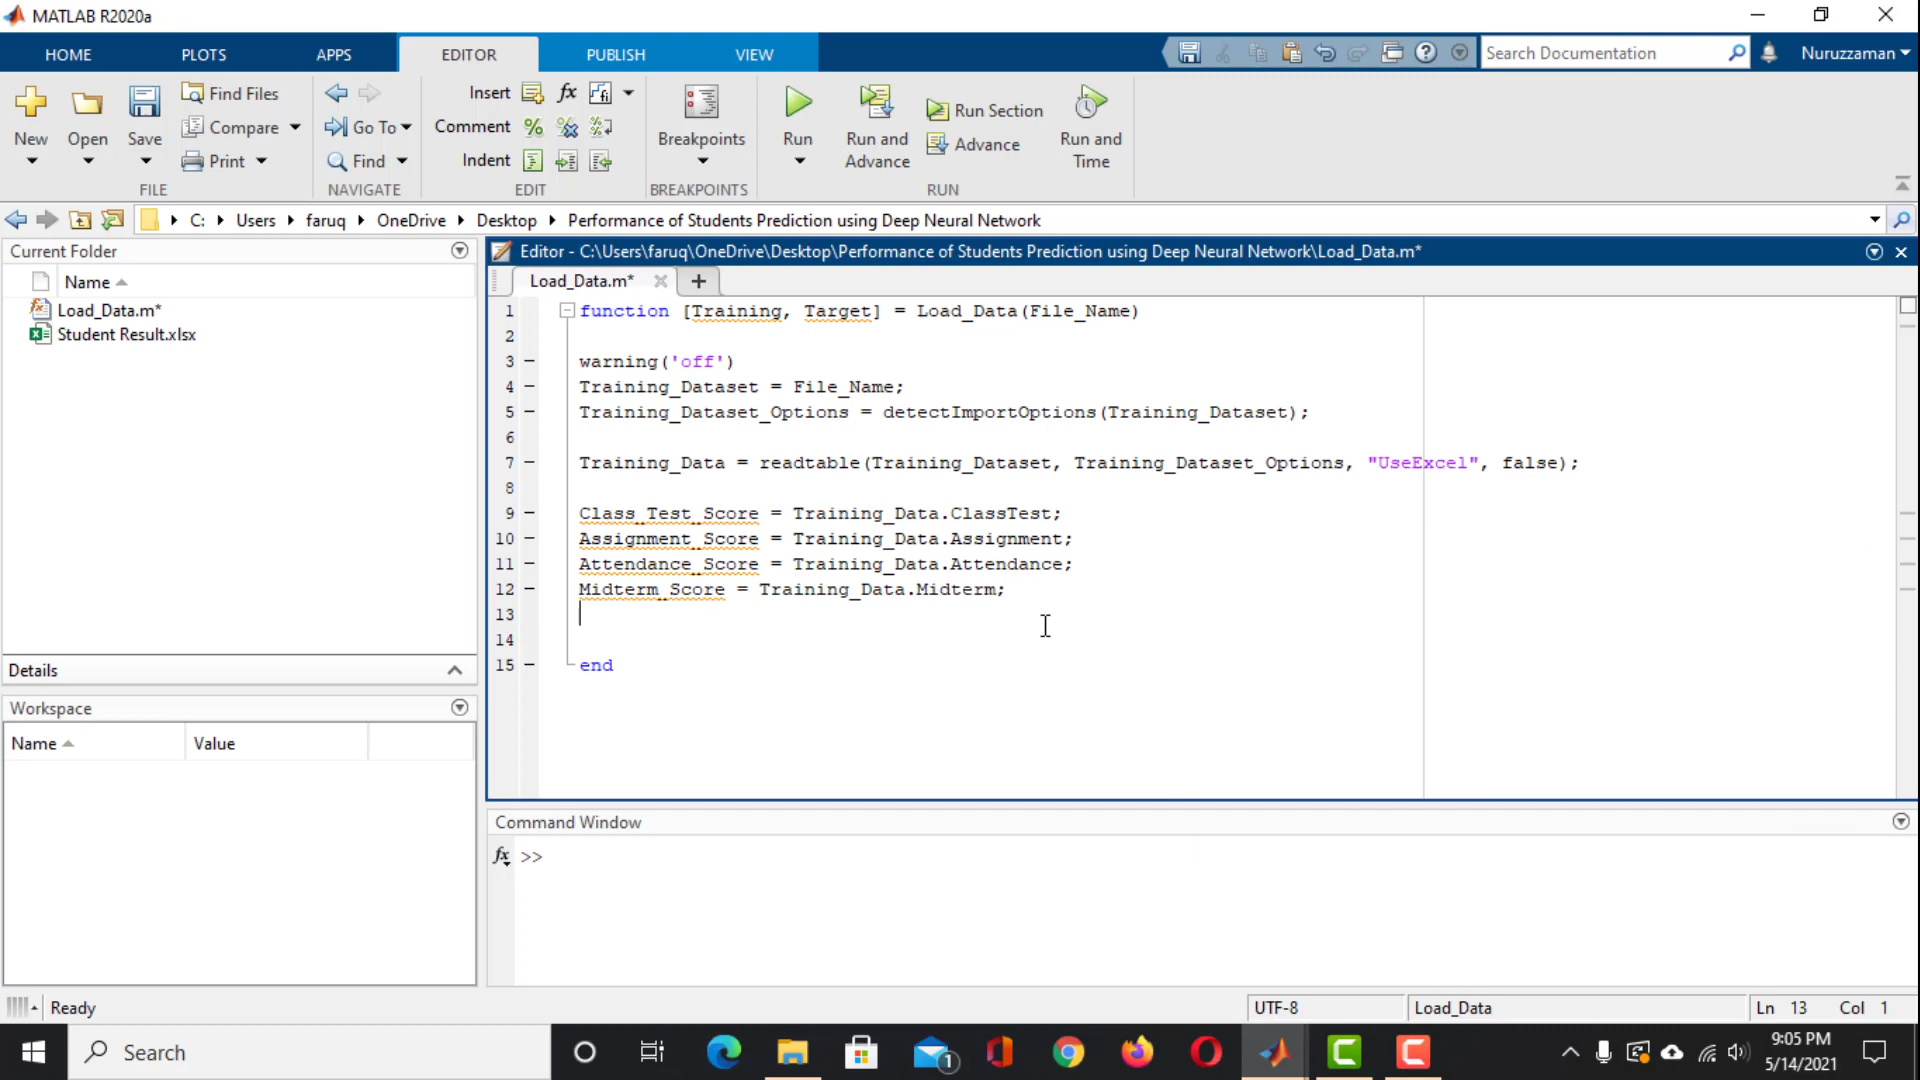 MATLAB R2020a
HOME PLOTS APPS EDITOR PUBLISH VIEW
Search Documentation Nuruzzaman
New Open Save
Find Files
Compare
Print
FILE
Go To
Find
NAVIGATE
Insert fx
Comment
Indent
EDIT
Breakpoints
BREAKPOINTS
Run
Run and Advance
Run Section
Advance
Run and Time
RUN
C: Users faruq OneDrive Desktop Performance of Students Prediction using Deep Neural Network
Current Folder
Name
Load_Data.m*
Student Result.xlsx
Details
Workspace
Name Value
Editor - C:\Users\faruq\OneDrive\Desktop\Performance of Students Prediction using Deep Neural Network\Load_Data.m*
Load_Data.m*
1 function [Training, Target] = Load_Data(File_Name)
2
3 warning('off')
4 Training_Dataset = File_Name;
5 Training_Dataset_Options = detectImportOptions(Training_Dataset);
6
7 Training_Data = readtable(Training_Dataset, Training_Dataset_Options, "UseExcel", false);
8
9 Class_Test_Score = Training_Data.ClassTest;
10 Assignment_Score = Training_Data.Assignment;
11 Attendance_Score = Training_Data.Attendance;
12 Midterm_Score = Training_Data.Midterm;
13
14
15 end
Command Window
fx >>
Ready
UTF-8 Load_Data Ln 13 Col 1
Search
1
9:05 PM
5/14/2021